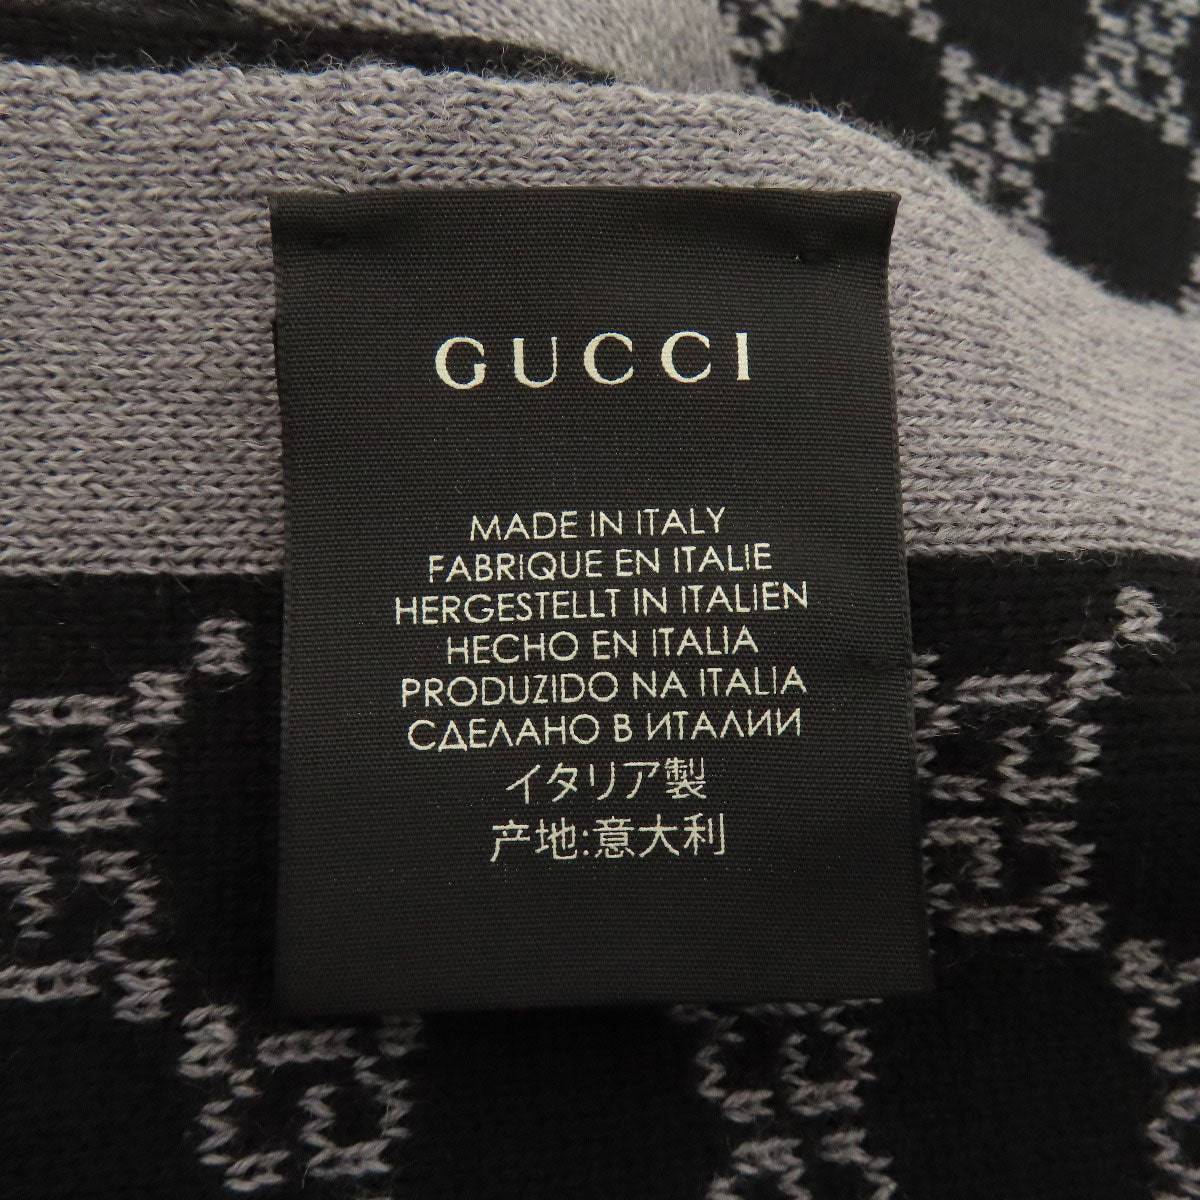 GUCCI
MADE IN ITALY
FABRIQUE EN ITALIE
HERGESTELLT IN ITALIEN
HECHO EN ITALIA
PRODUZIDO NA ITALIA
СДЕЛАНО В ИТАЛИИ
イタリア製
产地:意大利